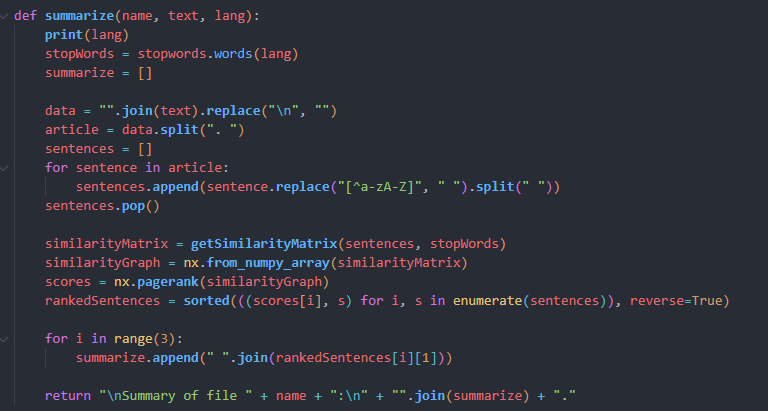 def summarize(name, text, lang):
    print(lang)
    stopWords = stopwords.words(lang)
    summarize = []

    data = "".join(text).replace("\n", "")
    article = data.split(". ")
    sentences = []
    for sentence in article:
        sentences.append(sentence.replace("[^a-zA-Z]", " ").split(" "))
    sentences.pop()

    similarityMatrix = getSimilarityMatrix(sentences, stopWords)
    similarityGraph = nx.from_numpy_array(similarityMatrix)
    scores = nx.pagerank(similarityGraph)
    rankedSentences = sorted(((scores[i], s) for i, s in enumerate(sentences)), reverse=True)

    for i in range(3):
        summarize.append(" ".join(rankedSentences[i][1]))

    return "\nSummary of file " + name + ":\n" + "".join(summarize) + "."